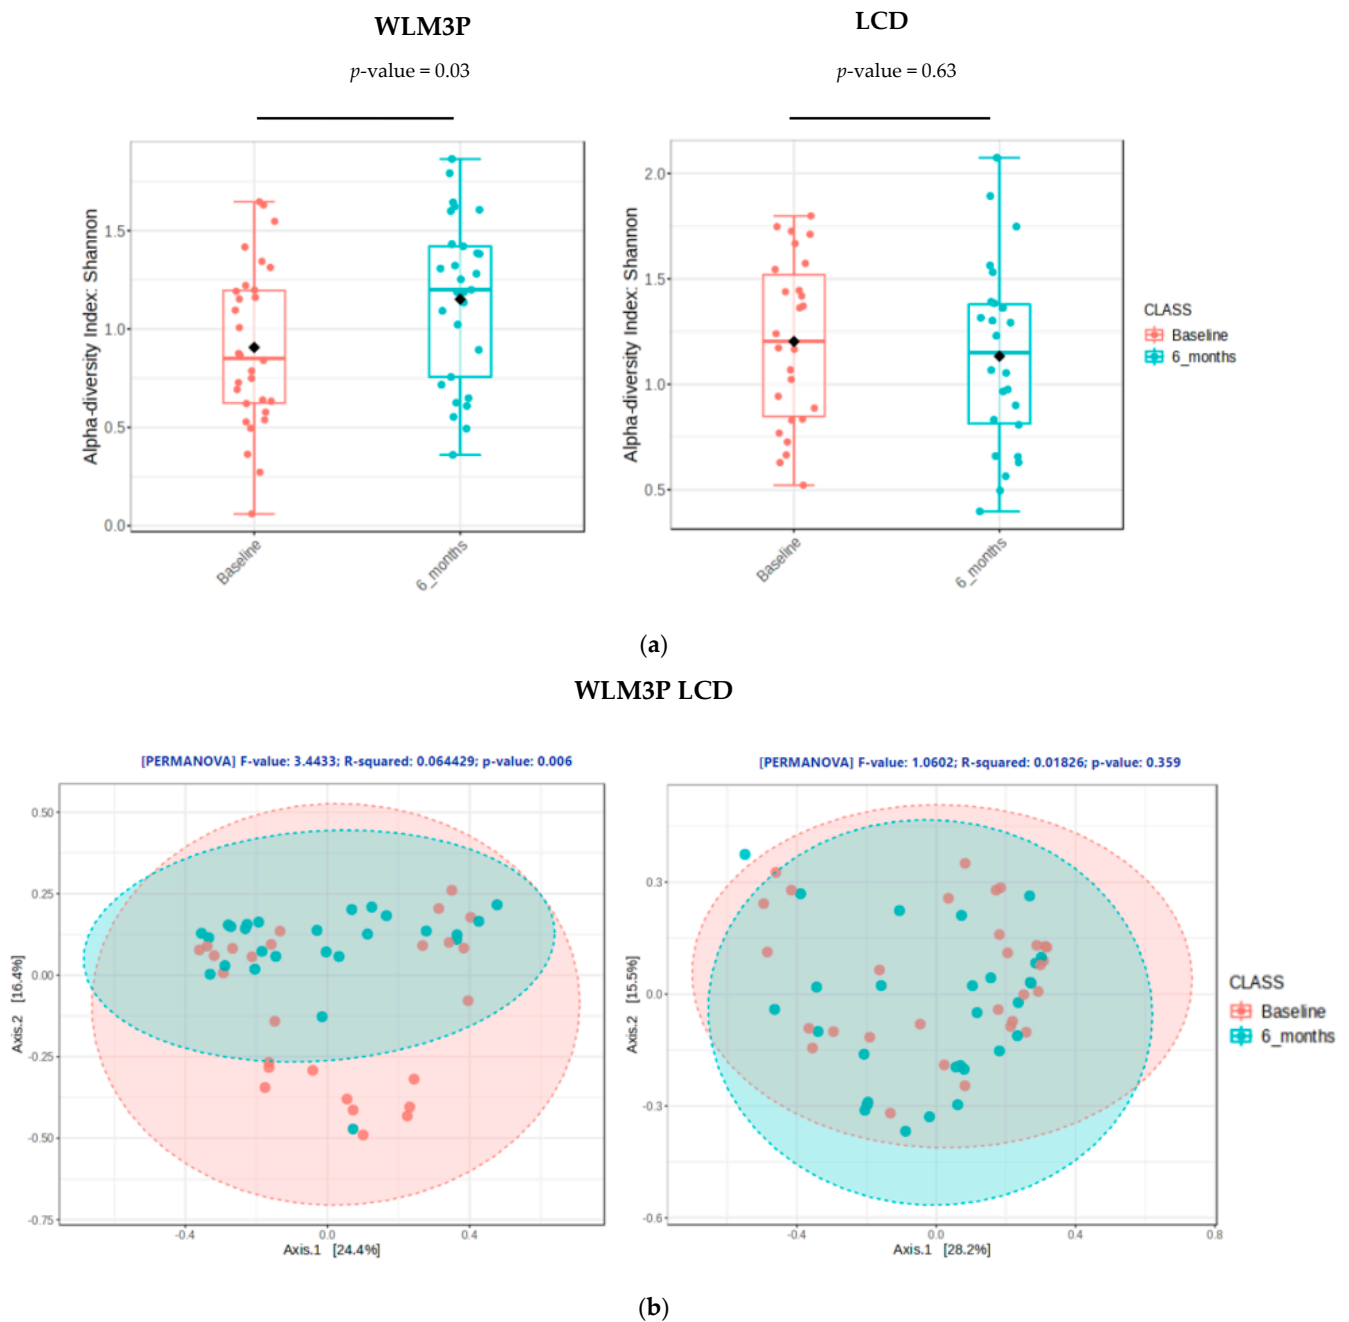 WLM3P
LCD
p-value = 0.03
p-value = 0.63
Alpha-diversity Index: Shannon
1.5
1.0
0.5
0.0
Baseline
6_months
Alpha-diversity Index: Shannon
2.0
1.5
1.0
0.5
Baseline
6_months
CLASS
Baseline
6_months
(a)
WLM3P LCD
[PERMANOVA] F-value: 3.4433; R-squared: 0.064429; p-value: 0.006
Axis.2 [16.4%]
0.50
0.25
0.00
-0.25
-0.50
-0.75
-0.4 0.0 0.4
Axis.1 [24.4%]
[PERMANOVA] F-value: 1.0602; R-squared: 0.01826; p-value: 0.359
Axis.2 [15.5%]
0.3
0.0
-0.3
-0.6
-0.4 0.0 0.4 0.8
Axis.1 [28.2%]
CLASS
Baseline
6_months
(b)